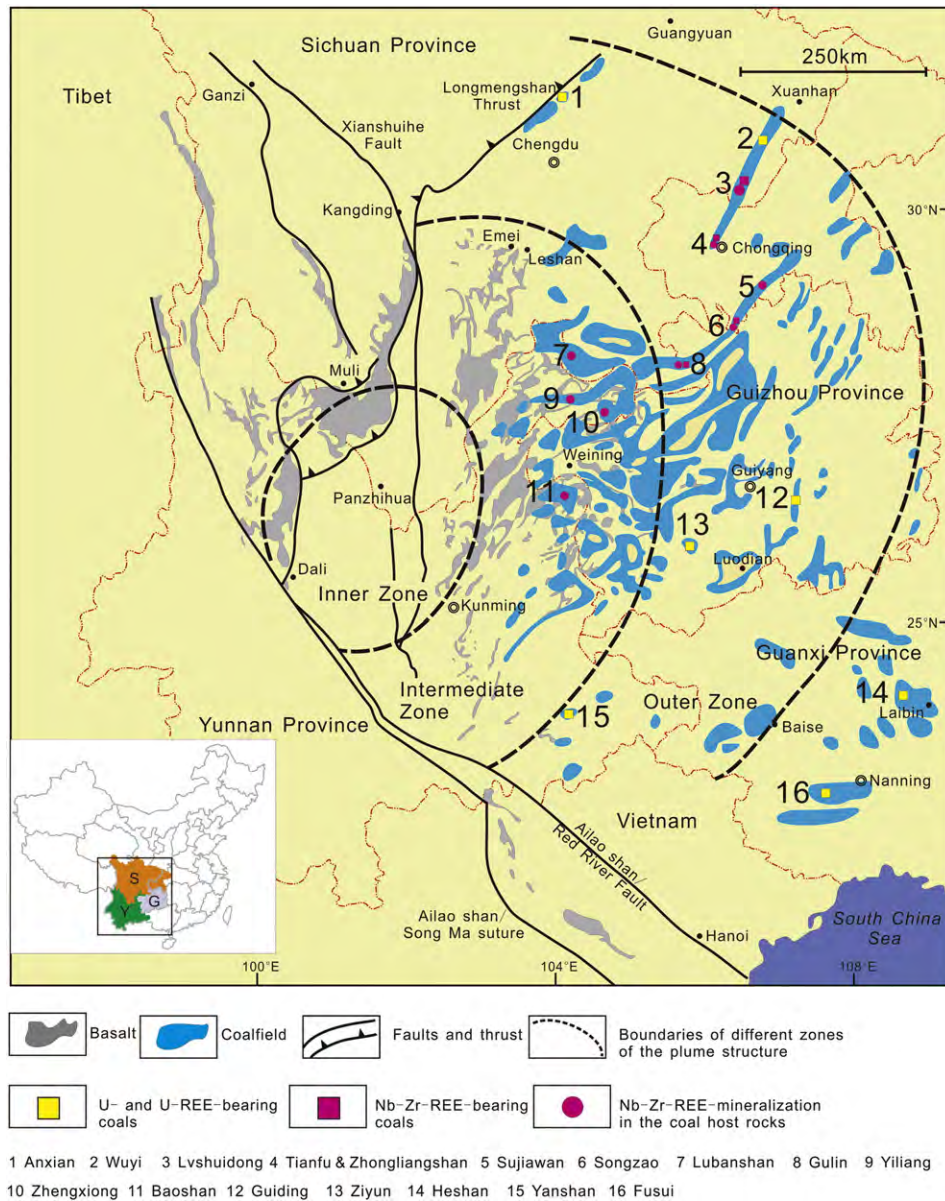 Guangyuan
Sichuan Province
250km
Tibet
Ganzi
Longmengshan
Thrust
1
Xuanhan
Xianshuihe
Fault
Chengdu
2
3
30°N
Kangding
Emei
Leshan
4
Chongqing
5
6
7
8
Muli
9
Guizhou Province
10
Weining
Panzhihua
11
Guiyang
12
13
Dali
Luodian
Inner Zone
Kunming
25°N
Guanxi Province
Intermediate
Zone
Outer Zone
14
Laibin
Yunnan Province
15
Baise
Nanning
16
Vietnam
Ailao shan/
Red River Fault
S
Y
G
Ailao shan/
Song Ma suture
Hanoi
South China
Sea
100°E
104°E
108°E
Basalt
Coalfield
Faults and thrust
Boundaries of different zones
of the plume structure
U- and U-REE-bearing
coals
Nb-Zr-REE-bearing
coals
Nb-Zr-REE-mineralization
in the coal host rocks
1 Anxian 2 Wuyi 3 Lvshuidong 4 Tianfu & Zhongliangshan 5 Sujiawan 6 Songzao 7 Lubanshan 8 Gulin 9 Yiliang
10 Zhengxiong 11 Baoshan 12 Guiding 13 Ziyun 14 Heshan 15 Yanshan 16 Fusui